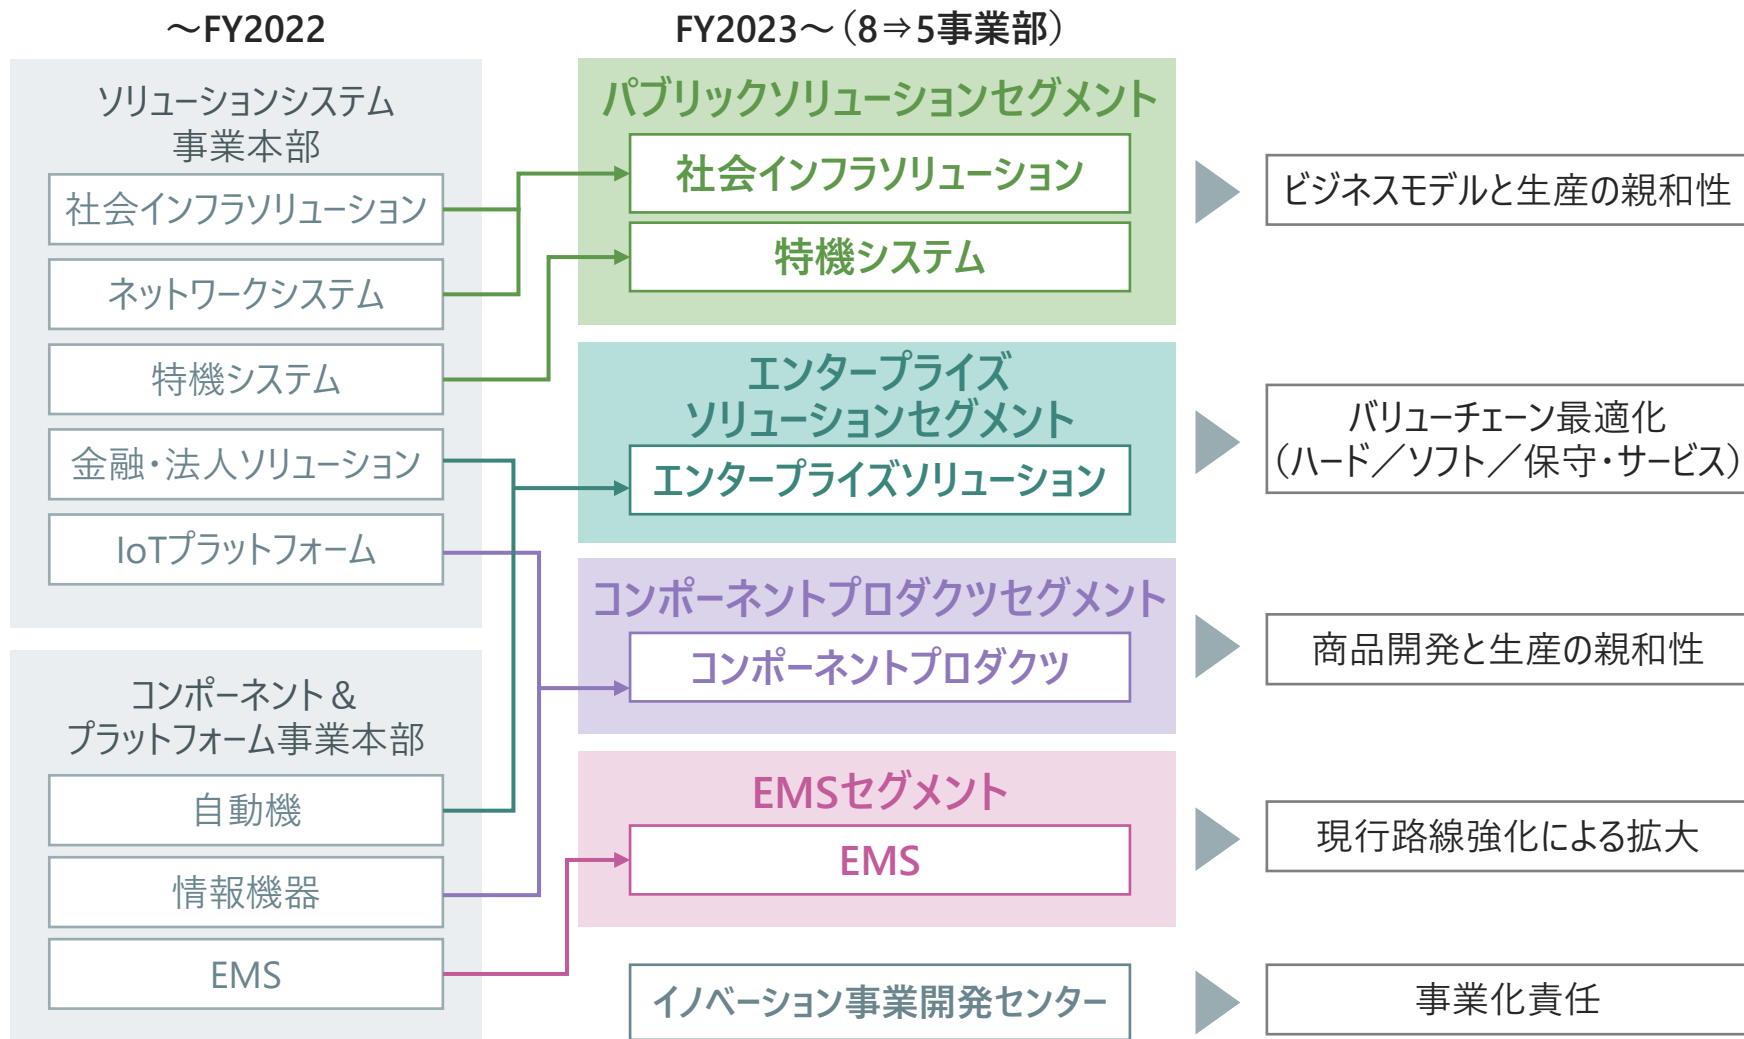 ～FY2022
ソリューションシステム
事業本部
社会インフラソリューション
ネットワークシステム
特機システム
金融・法人ソリューション
IoTプラットフォーム
コンポーネント＆
プラットフォーム事業本部
自動機
情報機器
EMS
FY2023～（8⇒5事業部）
パブリックソリューションセグメント
社会インフラソリューション
特機システム
エンタープライズ
ソリューションセグメント
エンタープライズソリューション
コンポーネントプロダクツセグメント
コンポーネントプロダクツ
EMSセグメント
EMS
イノベーション事業開発センター
ビジネスモデルと生産の親和性
バリューチェーン最適化
（ハード／ソフト／保守・サービス）
商品開発と生産の親和性
現行路線強化による拡大
事業化責任